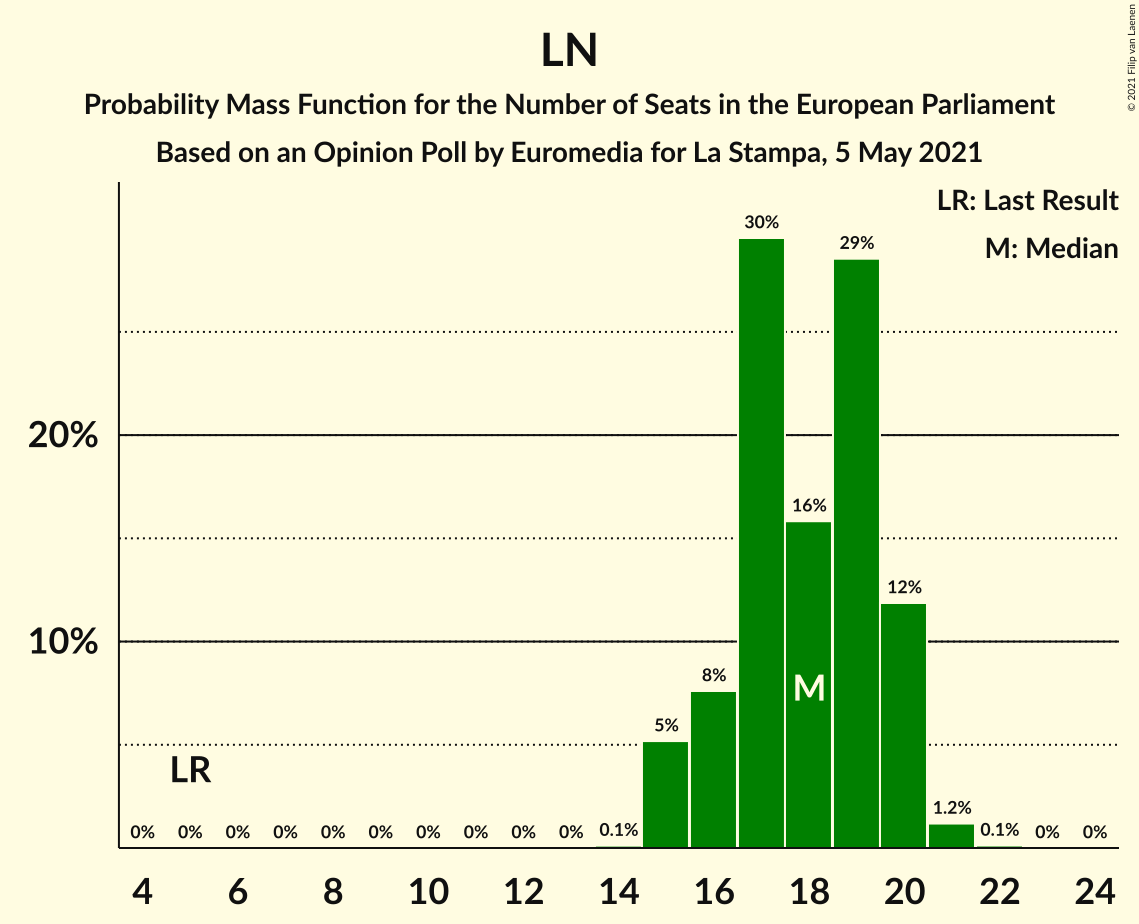 LN
Probability Mass Function for the Number of Seats in the European Parliament
Based on an Opinion Poll by Euromedia for La Stampa, 5 May 2021
© 2021 Filip van Laenen
LR: Last Result
M: Median
30%
29%
20%
16%
12%
10%
8%
M
5%
LR
1.2%
0% 0% 0% 0% 0% 0% 0% 0% 0% 0% 0.1% 0.1% 0% 0%
4 6 8 10 12 14 16 18 20 22 24